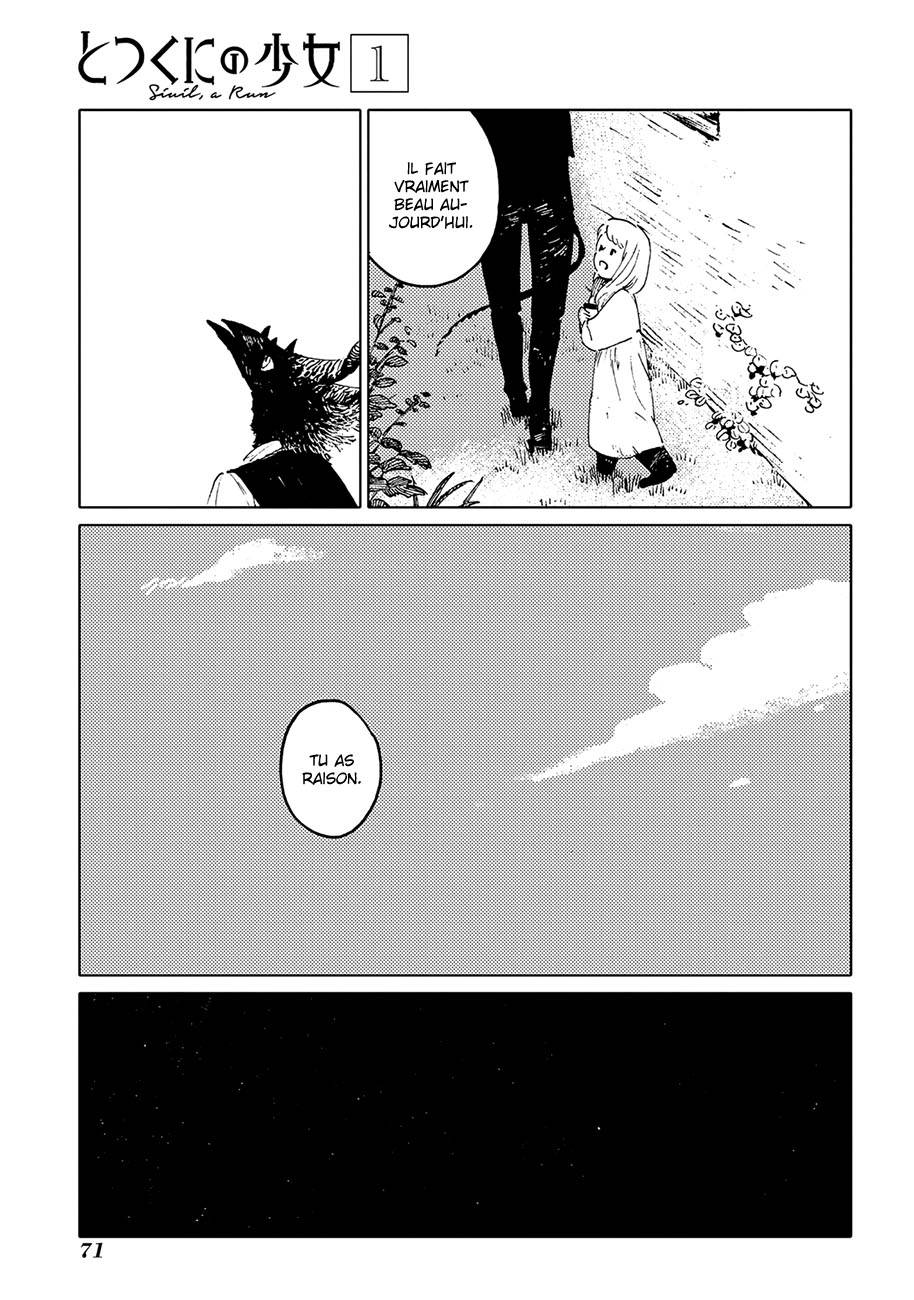 とつくにの少女 1
Siúil, a Run
IL FAIT
VRAIMENT
BEAU AU-
JOURD'HUI.
TU AS
RAISON.
71